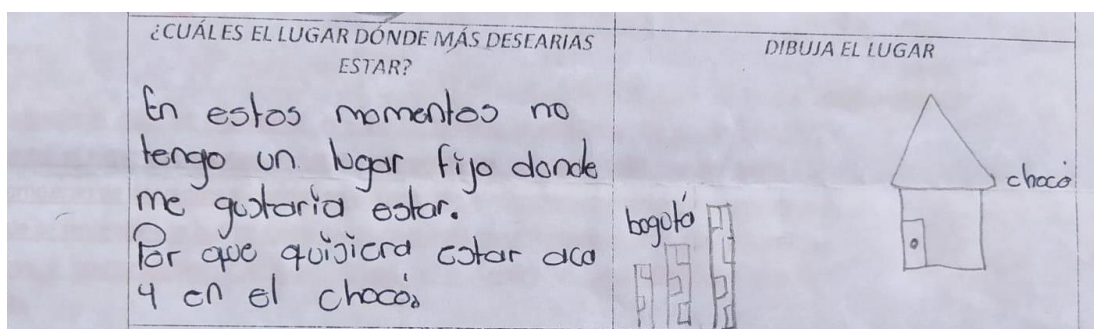 ¿CUÁL ES EL LUGAR DÓNDE MÁS DESEARIAS
ESTAR?
En estos momentos no
tengo un lugar fijo donde
me gustaria estar.
Por que quisiera estar aca
y en el chocó.
DIBUJA EL LUGAR
chocó
bogotá